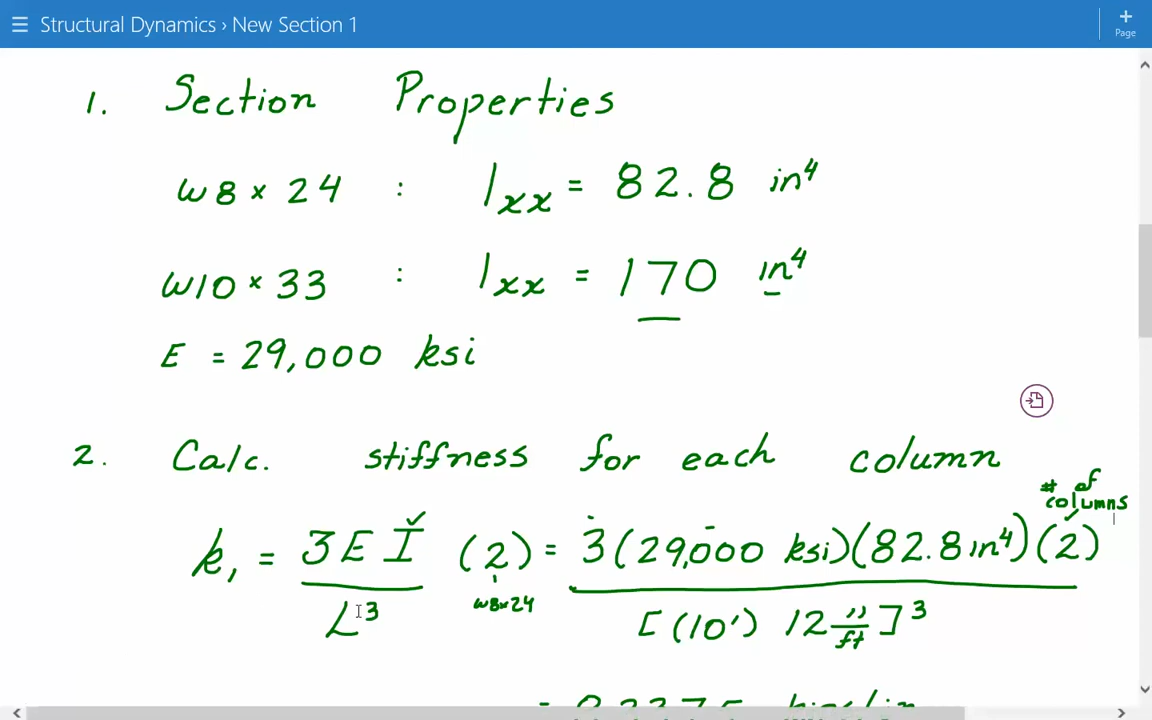 Structural Dynamics › New Section 1
Page
1. Section Properties
W8 × 24 : Ixx = 82.8 in⁴
W10 × 33 : Ixx = 170 in⁴
E = 29,000 ksi
2. Calc. stiffness for each column
# of columns
k₁ = 3EI / L³ (2) = 3(29,000 ksi)(82.8 in⁴)(2) / [(10') 12 "/ft]³
W8×24